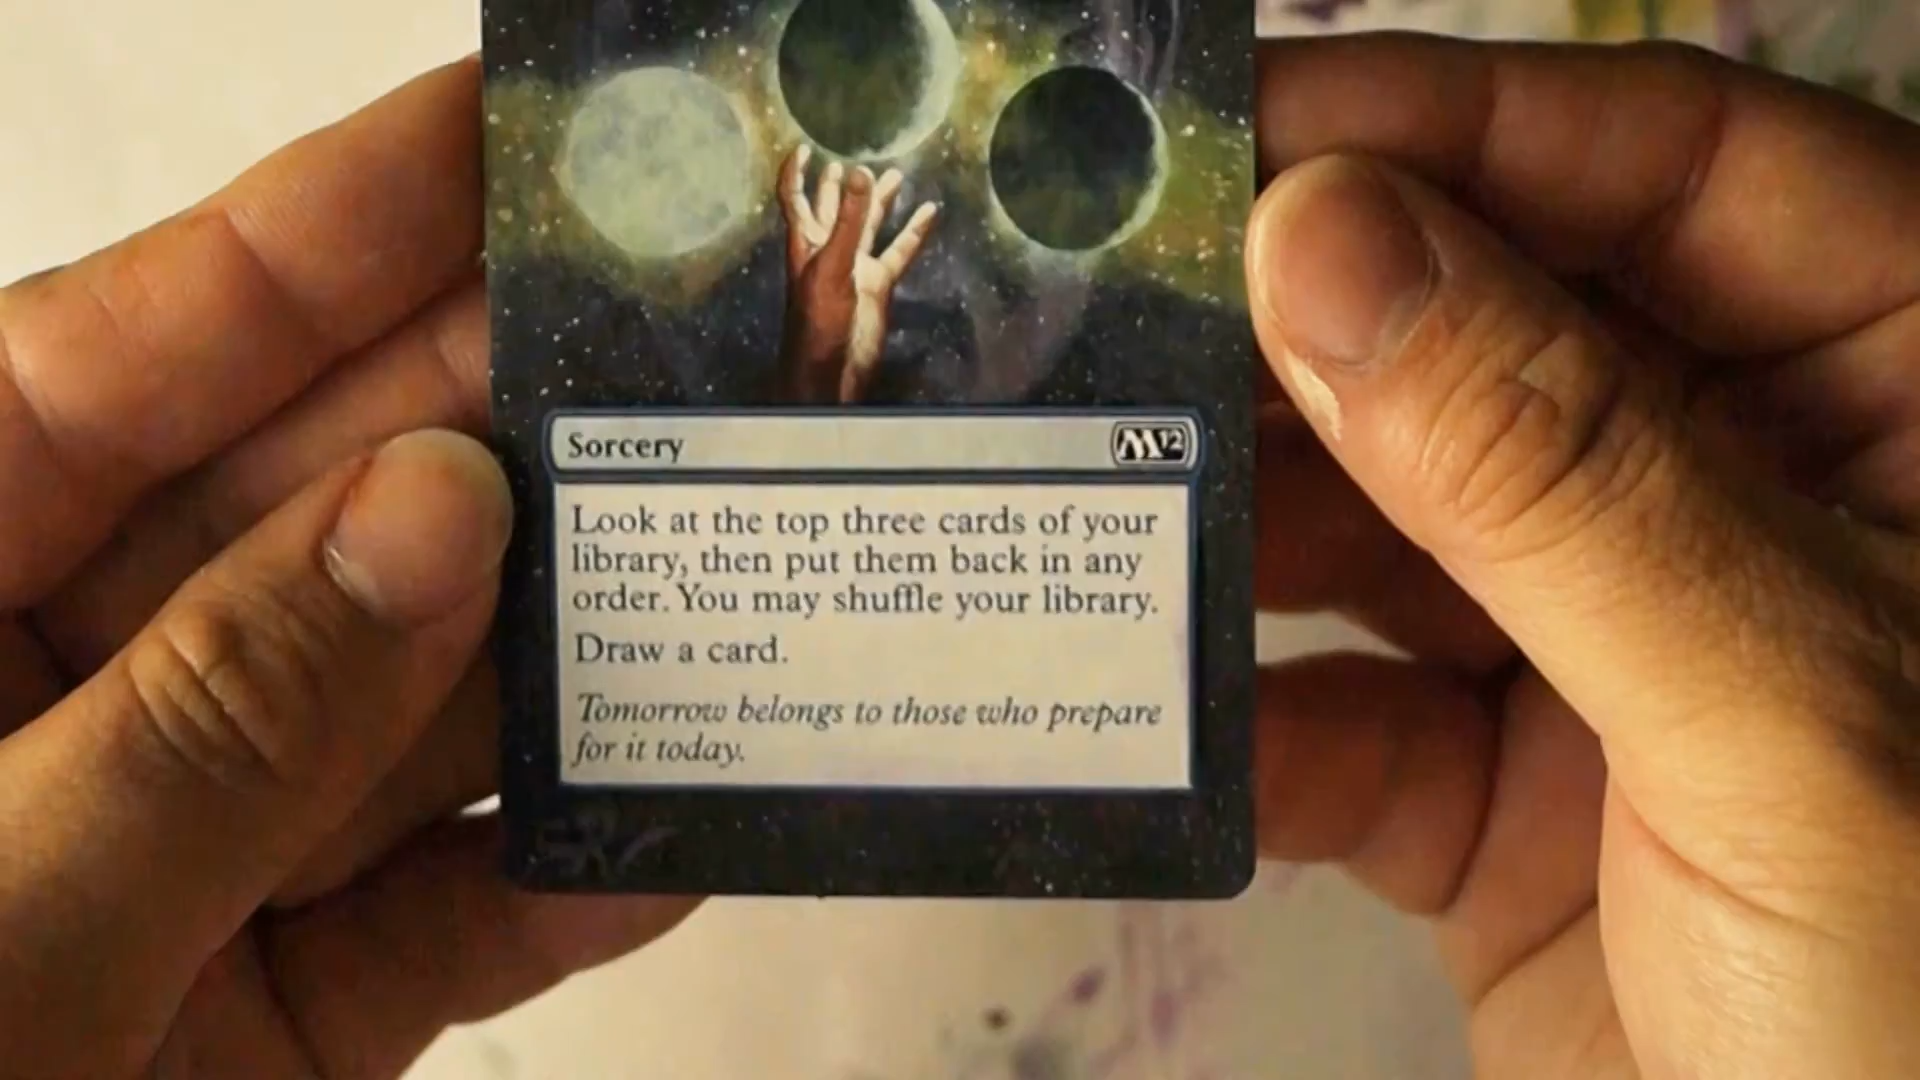 Sorcery M12
Look at the top three cards of your
library, then put them back in any
order. You may shuffle your library.
Draw a card.
Tomorrow belongs to those who prepare
for it today.